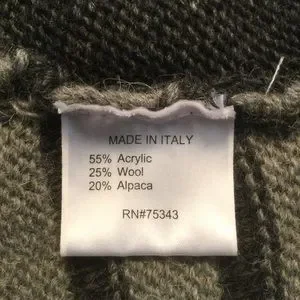 MADE IN ITALY
55% Acrylic
25% Wool
20% Alpaca
RN#75343